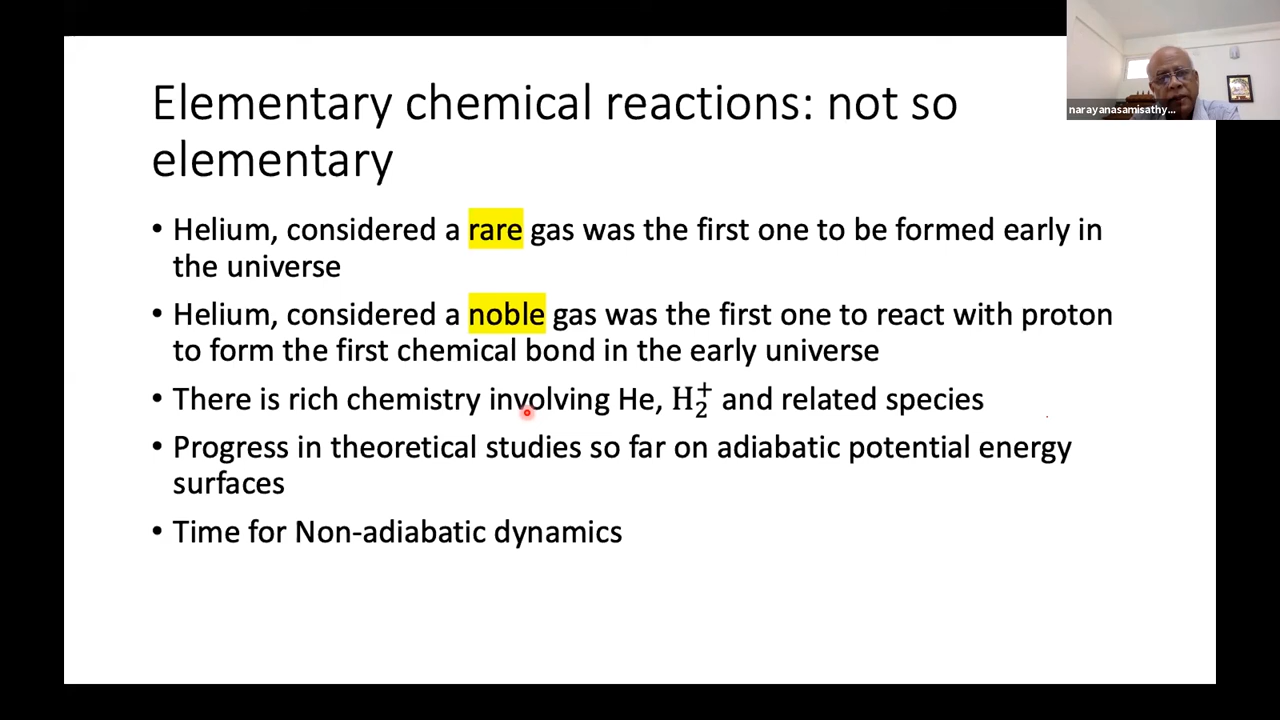 Elementary chemical reactions: not so
elementary
narayanasamisathy...
• Helium, considered a rare gas was the first one to be formed early in
the universe
• Helium, considered a noble gas was the first one to react with proton
to form the first chemical bond in the early universe
• There is rich chemistry involving He, H₂⁺ and related species
• Progress in theoretical studies so far on adiabatic potential energy
surfaces
• Time for Non-adiabatic dynamics